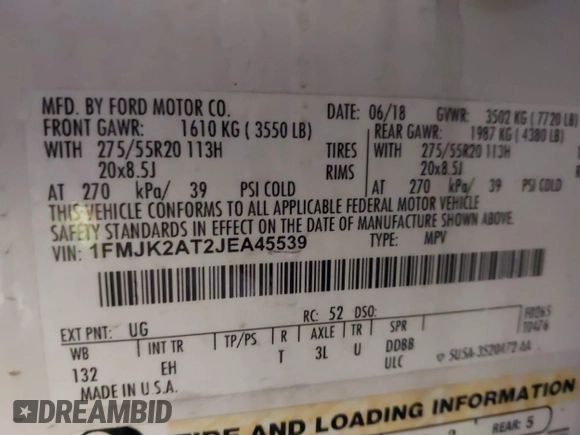 MFD. BY FORD MOTOR CO.
DATE: 06/18 GVWR: 3502 KG (7720 LB)
FRONT GAWR: 1610 KG (3550 LB)
REAR GAWR: 1987 KG (4380 LB)
WITH 275/55R20 113H TIRES WITH 275/55R20 113H
20x8.5J RIMS 20x8.5J
AT 270 kPa/ 39 PSI COLD AT 270 kPa/ 39 PSI COLD
THIS VEHICLE CONFORMS TO ALL APPLICABLE FEDERAL MOTOR VEHICLE
SAFETY STANDARDS IN EFFECT ON THE DATE OF MANUFACTURE SHOWN ABOVE.
VIN: 1FMJK2AT2JEA45539 TYPE: MPV
RC: 52 DSO:
F0265
T0476
EXT PNT: UG
WB INT TR TP/PS R AXLE TR SPR
132 EH T 3L U DDBB
ULC
MADE IN U.S.A.
TIRE AND LOADING INFORMATION
REAR: 5
DREAMBID